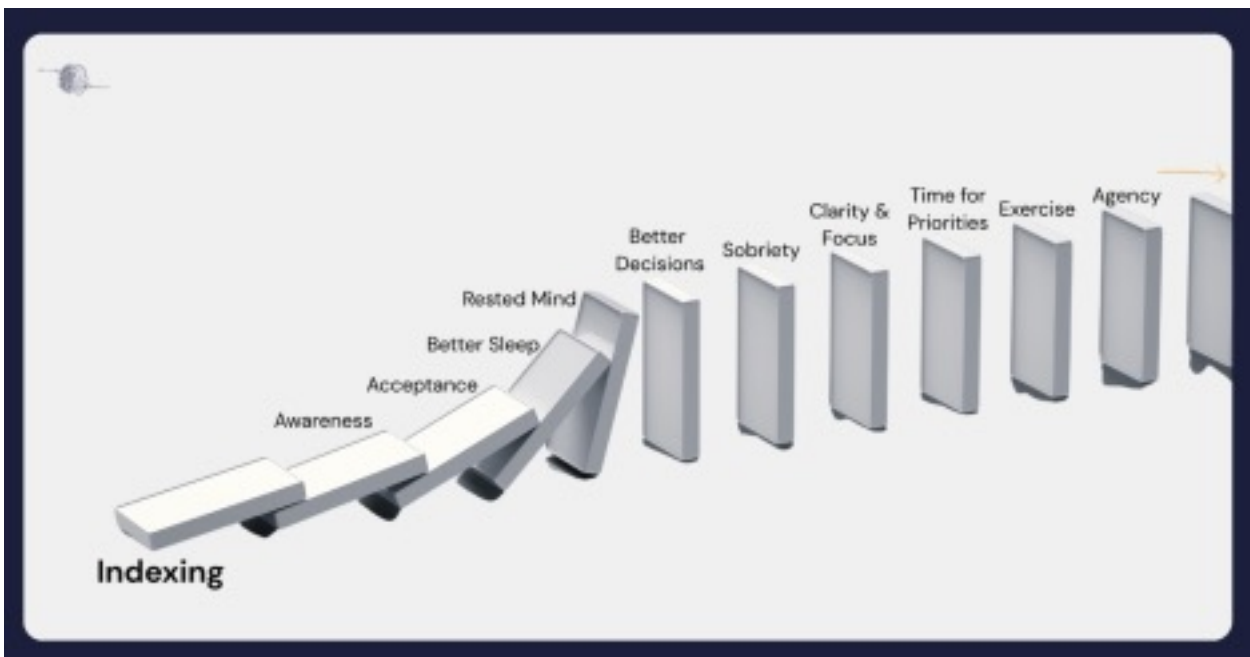 Indexing
Awareness
Acceptance
Better Sleep
Rested Mind
Better
Decisions
Sobriety
Clarity &
Focus
Time for
Priorities
Exercise
Agency